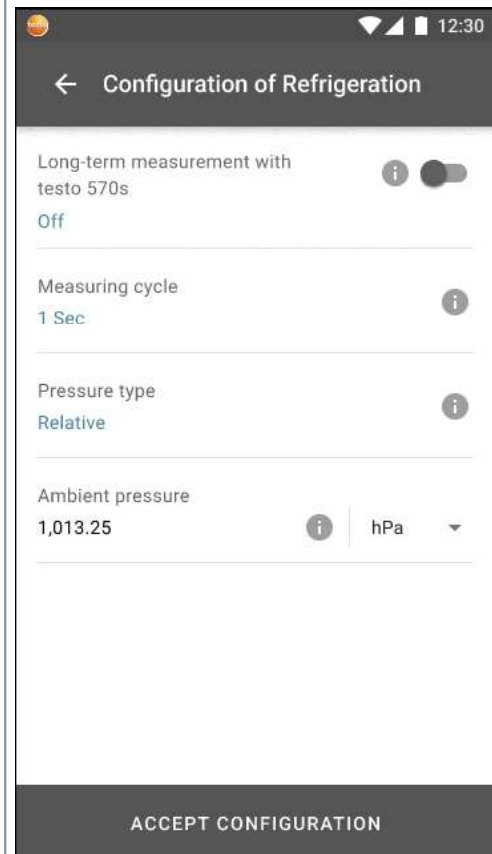 testo
12:30
Configuration of Refrigeration
Long-term measurement with
testo 570s
Off
Measuring cycle
1 Sec
Pressure type
Relative
Ambient pressure
1,013.25 hPa
ACCEPT CONFIGURATION